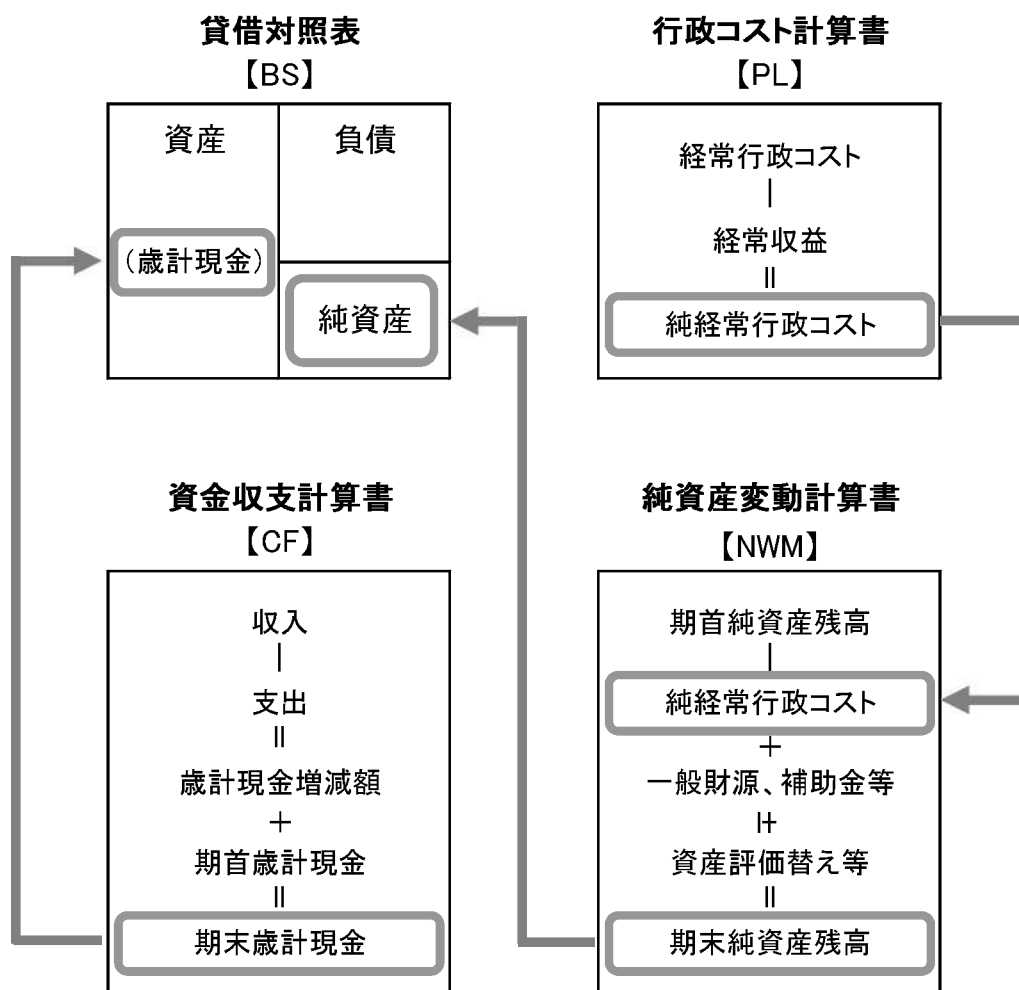 貸借対照表
【BS】
資産
負債
(歳計現金)
純資産
行政コスト計算書
【PL】
経常行政コスト
|
経常収益
||
純経常行政コスト
資金収支計算書
【CF】
収入
|
支出
||
歳計現金増減額
+
期首歳計現金
||
期末歳計現金
純資産変動計算書
【NWM】
期首純資産残高
|
純経常行政コスト
+
一般財源、補助金等
|+
資産評価替え等
||
期末純資産残高